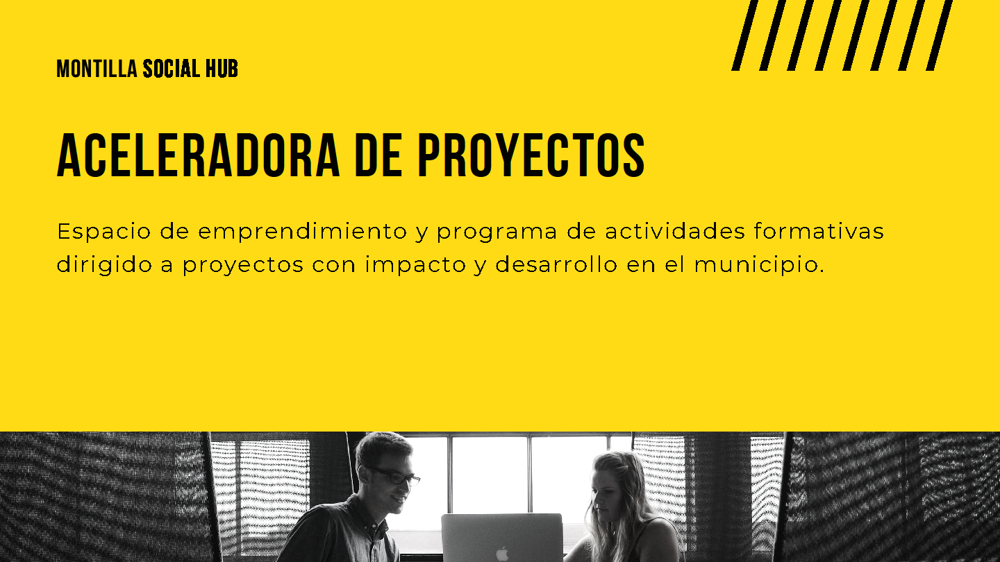 MONTILLA SOCIAL HUB
ACELERADORA DE PROYECTOS
Espacio de emprendimiento y programa de actividades formativas
dirigido a proyectos con impacto y desarrollo en el municipio.